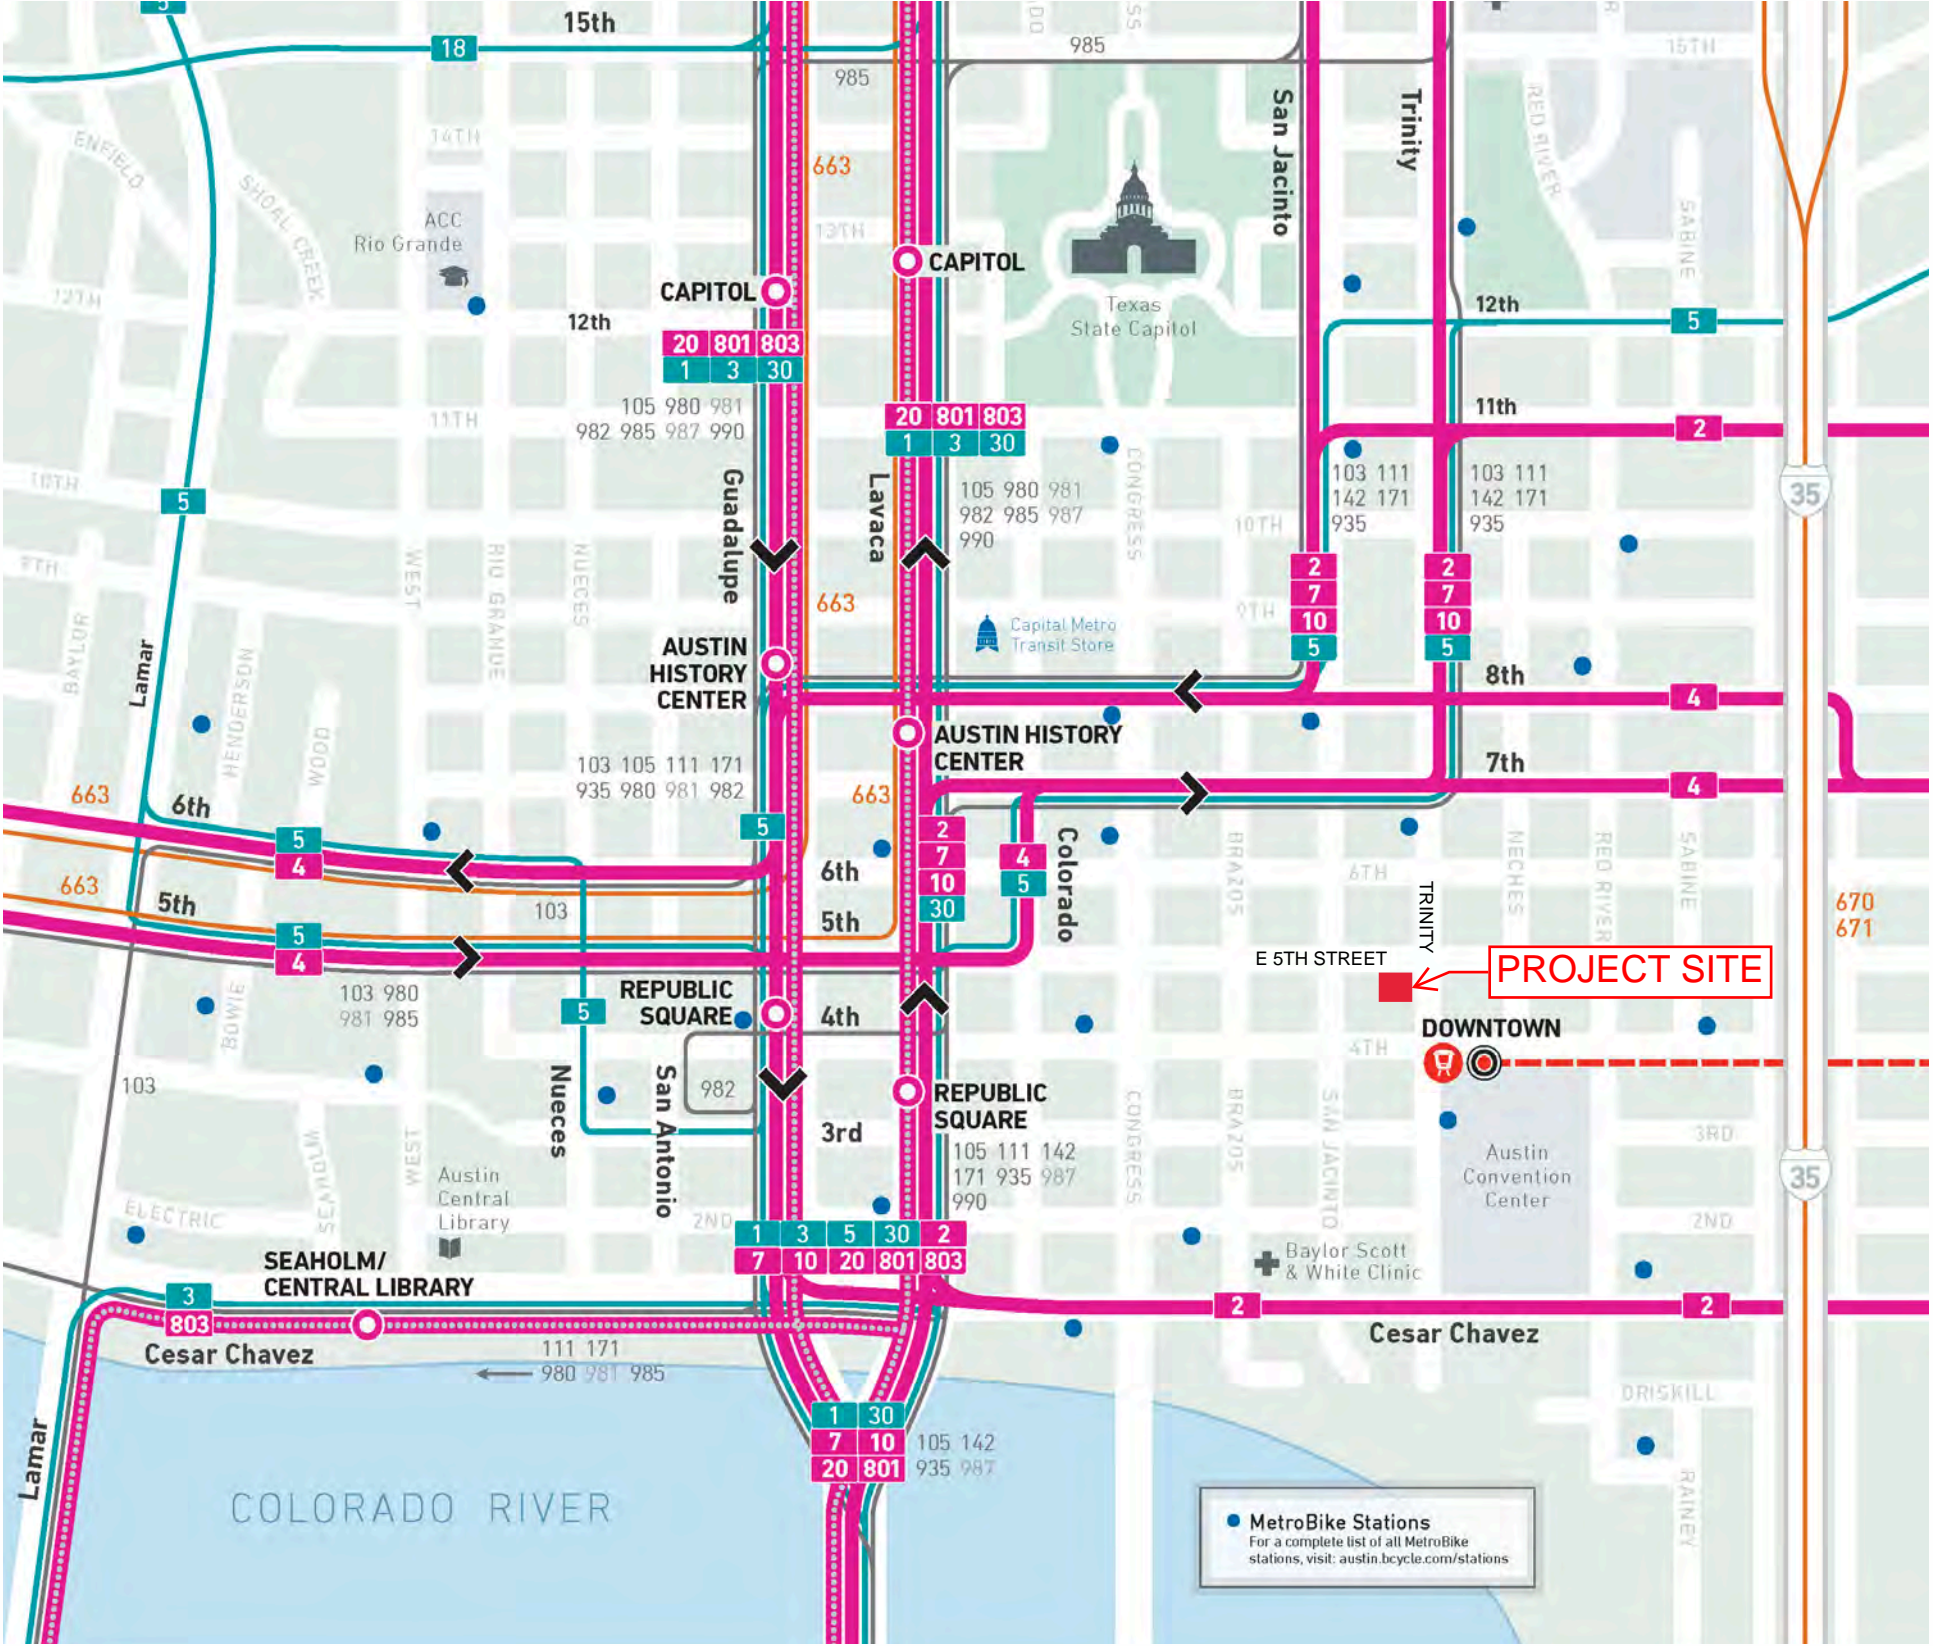 5
15th
18
985
985
15TH
ENFIELD
SHOAL CREEK
14TH
663
13TH
San Jacinto
Trinity
RED RIVER
SABINE
ACC
Rio Grande
CAPITOL
CAPITOL
Texas
State Capitol
12TH
12th
12th
5
20 801 803
1 3 30
105 980 981
982 985 987 990
11TH
20 801 803
1 3 30
11th
2
10TH
5
Guadalupe
Lavaca
105 980 981
982 985 987
990
CONGRESS
10TH
103 111
142 171
935
103 111
142 171
935
35
9TH
WEST
RIO GRANDE
NUECES
663
Capital Metro
Transit Store
9TH
2
7
10
5
2
7
10
5
BAYLOR
Lamar
HENDERSON
WOOD
AUSTIN
HISTORY
CENTER
8th
4
AUSTIN HISTORY
CENTER
103 105 111 171
935 980 981 982
663
7th
4
663
6th
5
4
5
2
7
10
30
4
5
Colorado
BRAZOS
6TH
TRINITY
NECHES
RED RIVER
SABINE
6th
663
5th
103
5th
5
4
670
671
E 5TH STREET
PROJECT SITE
103 980
981 985
BOWIE
5
REPUBLIC
SQUARE
4th
DOWNTOWN
4TH
103
Nueces
San Antonio
982
REPUBLIC
SQUARE
3rd
105 111 142
171 935 987
990
CONGRESS
BRAZOS
SAN JACINTO
3RD
Austin
Convention
Center
35
SEAHOLM
WEST
Austin
Central
Library
ELECTRIC
2ND
2ND
1 3 5 30 2
7 10 20 801 803
Baylor Scott
& White Clinic
SEAHOLM/
CENTRAL LIBRARY
3
803
2
2
Cesar Chavez
Cesar Chavez
111 171
980 981 985
DRISKILL
Lamar
1 30
7 10
20 801
105 142
935 987
RAINEY
COLORADO RIVER
MetroBike Stations
For a complete list of all MetroBike
stations, visit: austin.bcycle.com/stations